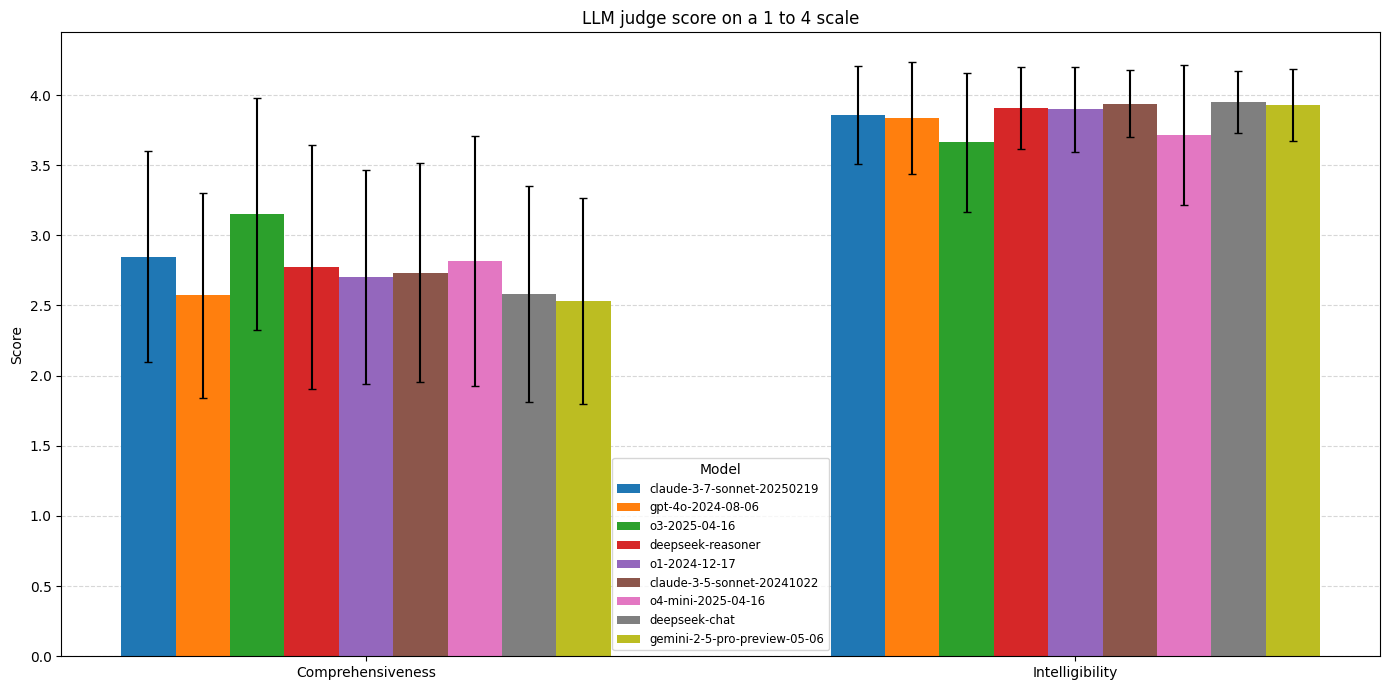 LLM judge score on a 1 to 4 scale
Score
4.0
3.5
3.0
2.5
2.0
1.5
1.0
0.5
0.0
Model
claude-3-7-sonnet-20250219
gpt-4o-2024-08-06
o3-2025-04-16
deepseek-reasoner
o1-2024-12-17
claude-3-5-sonnet-20241022
o4-mini-2025-04-16
deepseek-chat
gemini-2-5-pro-preview-05-06
Comprehensiveness
Intelligibility